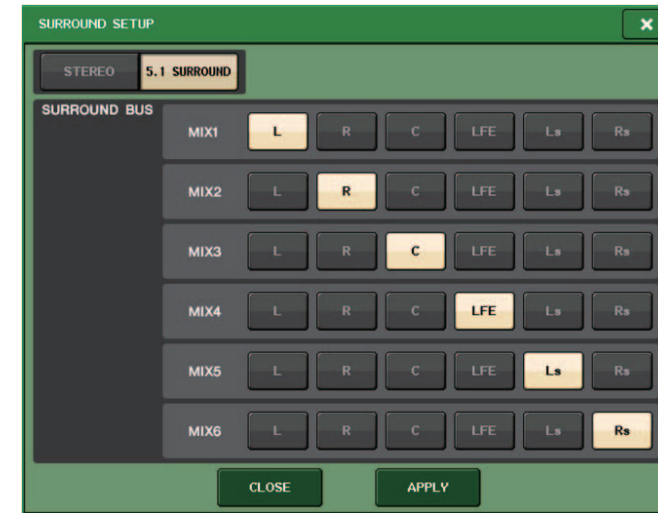 SURROUND SETUP ×
STEREO 5.1 SURROUND
SURROUND BUS
MIX1 L R C LFE Ls Rs
MIX2 L R C LFE Ls Rs
MIX3 L R C LFE Ls Rs
MIX4 L R C LFE Ls Rs
MIX5 L R C LFE Ls Rs
MIX6 L R C LFE Ls Rs
CLOSE APPLY